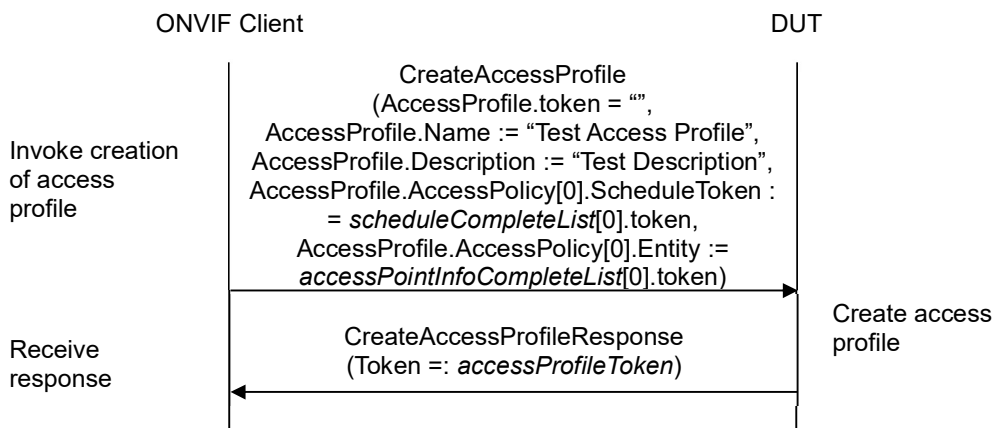 ONVIF Client
DUT
CreateAccessProfile
(AccessProfile.token = “”,
AccessProfile.Name := “Test Access Profile”,
AccessProfile.Description := “Test Description”,
AccessProfile.AccessPolicy[0].ScheduleToken :
= scheduleCompleteList[0].token,
AccessProfile.AccessPolicy[0].Entity :=
accessPointInfoCompleteList[0].token)
Invoke creation
of access
profile
Create access
profile
CreateAccessProfileResponse
(Token =: accessProfileToken)
Receive
response